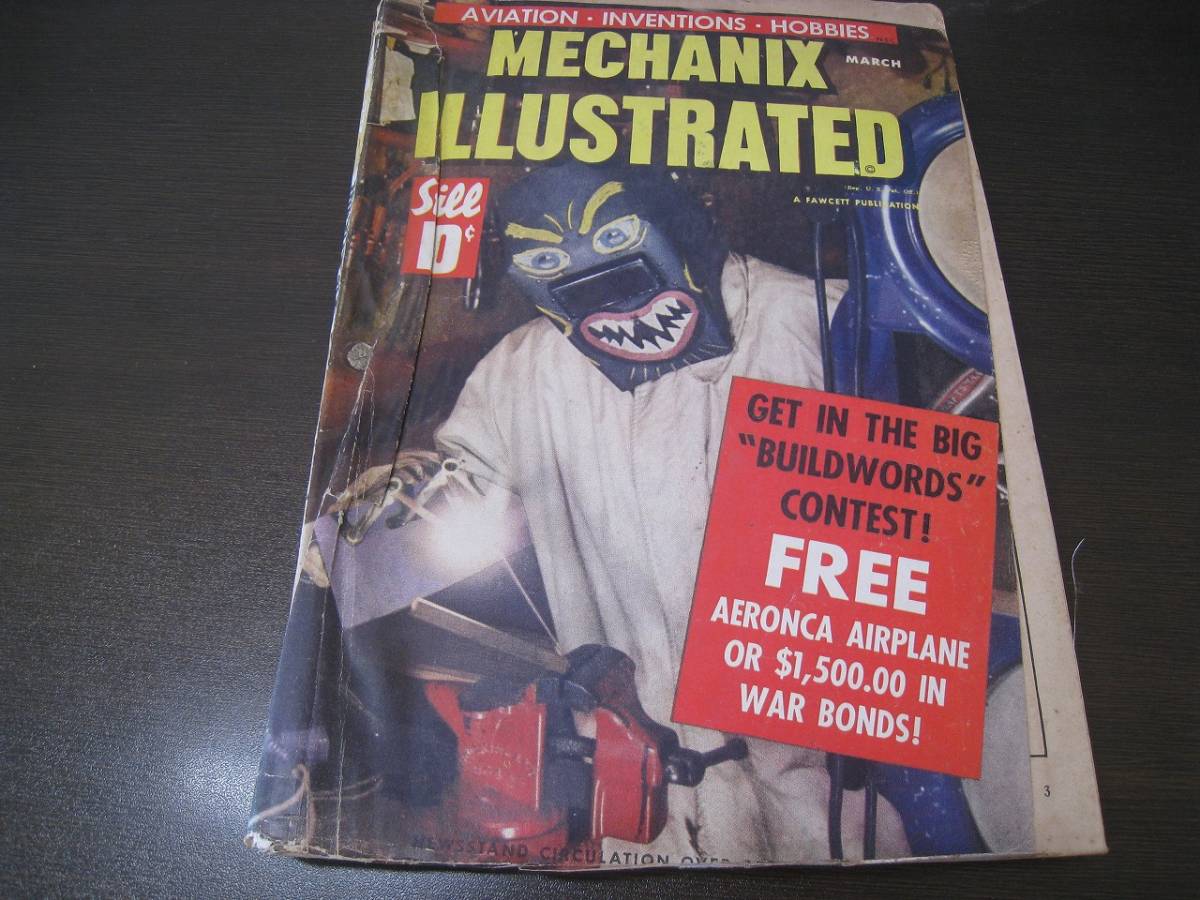 AVIATION · INVENTIONS · HOBBIES
MECHANIX
MARCH
ILLUSTRATED
©
A FAWCETT PUBLICATION
Still
10¢
GET IN THE BIG
"BUILDWORDS"
CONTEST!
FREE
AERONCA AIRPLANE
OR $1,500.00 IN
WAR BONDS!
3
NEWSSTAND CIRCULATION OVER